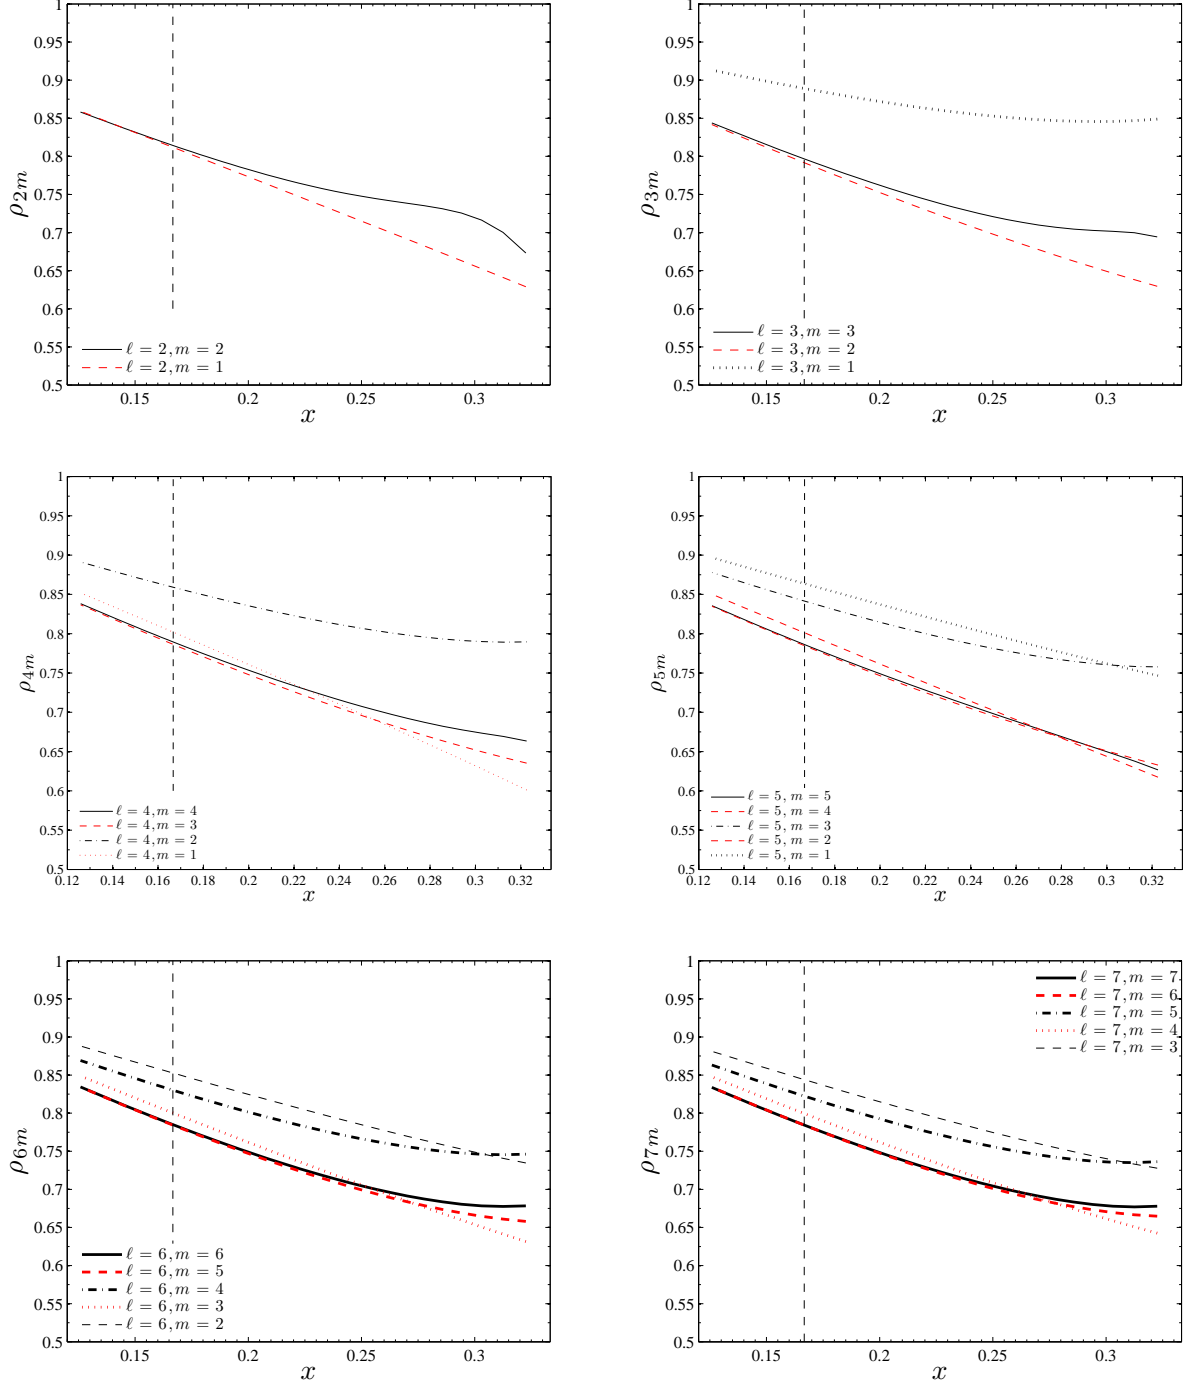 1
0.95
0.9
0.85
0.8
0.75
0.7
0.65
0.6
0.55
0.5
ρ2m
ℓ = 2, m = 2
ℓ = 2, m = 1
0.15 0.2 0.25 0.3
x
1
0.95
0.9
0.85
0.8
0.75
0.7
0.65
0.6
0.55
0.5
ρ3m
ℓ = 3, m = 3
ℓ = 3, m = 2
ℓ = 3, m = 1
0.15 0.2 0.25 0.3
x
1
0.95
0.9
0.85
0.8
0.75
0.7
0.65
0.6
0.55
0.5
ρ4m
ℓ = 4, m = 4
ℓ = 4, m = 3
ℓ = 4, m = 2
ℓ = 4, m = 1
0.12 0.14 0.16 0.18 0.2 0.22 0.24 0.26 0.28 0.3 0.32
x
1
0.95
0.9
0.85
0.8
0.75
0.7
0.65
0.6
0.55
0.5
ρ5m
ℓ = 5, m = 5
ℓ = 5, m = 4
ℓ = 5, m = 3
ℓ = 5, m = 2
ℓ = 5, m = 1
0.12 0.14 0.16 0.18 0.2 0.22 0.24 0.26 0.28 0.3 0.32
x
1
0.95
0.9
0.85
0.8
0.75
0.7
0.65
0.6
0.55
0.5
ρ6m
ℓ = 6, m = 6
ℓ = 6, m = 5
ℓ = 6, m = 4
ℓ = 6, m = 3
ℓ = 6, m = 2
0.15 0.2 0.25 0.3
x
1
0.95
0.9
0.85
0.8
0.75
0.7
0.65
0.6
0.55
0.5
ρ7m
ℓ = 7, m = 7
ℓ = 7, m = 6
ℓ = 7, m = 5
ℓ = 7, m = 4
ℓ = 7, m = 3
0.15 0.2 0.25 0.3
x